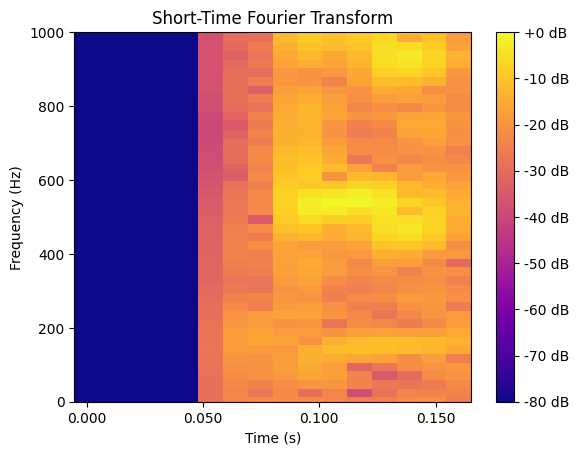 Short-Time Fourier Transform
1000
800
600
400
200
0
Frequency (Hz)
0.000
0.050
0.100
0.150
Time (s)
+0 dB
-10 dB
-20 dB
-30 dB
-40 dB
-50 dB
-60 dB
-70 dB
-80 dB